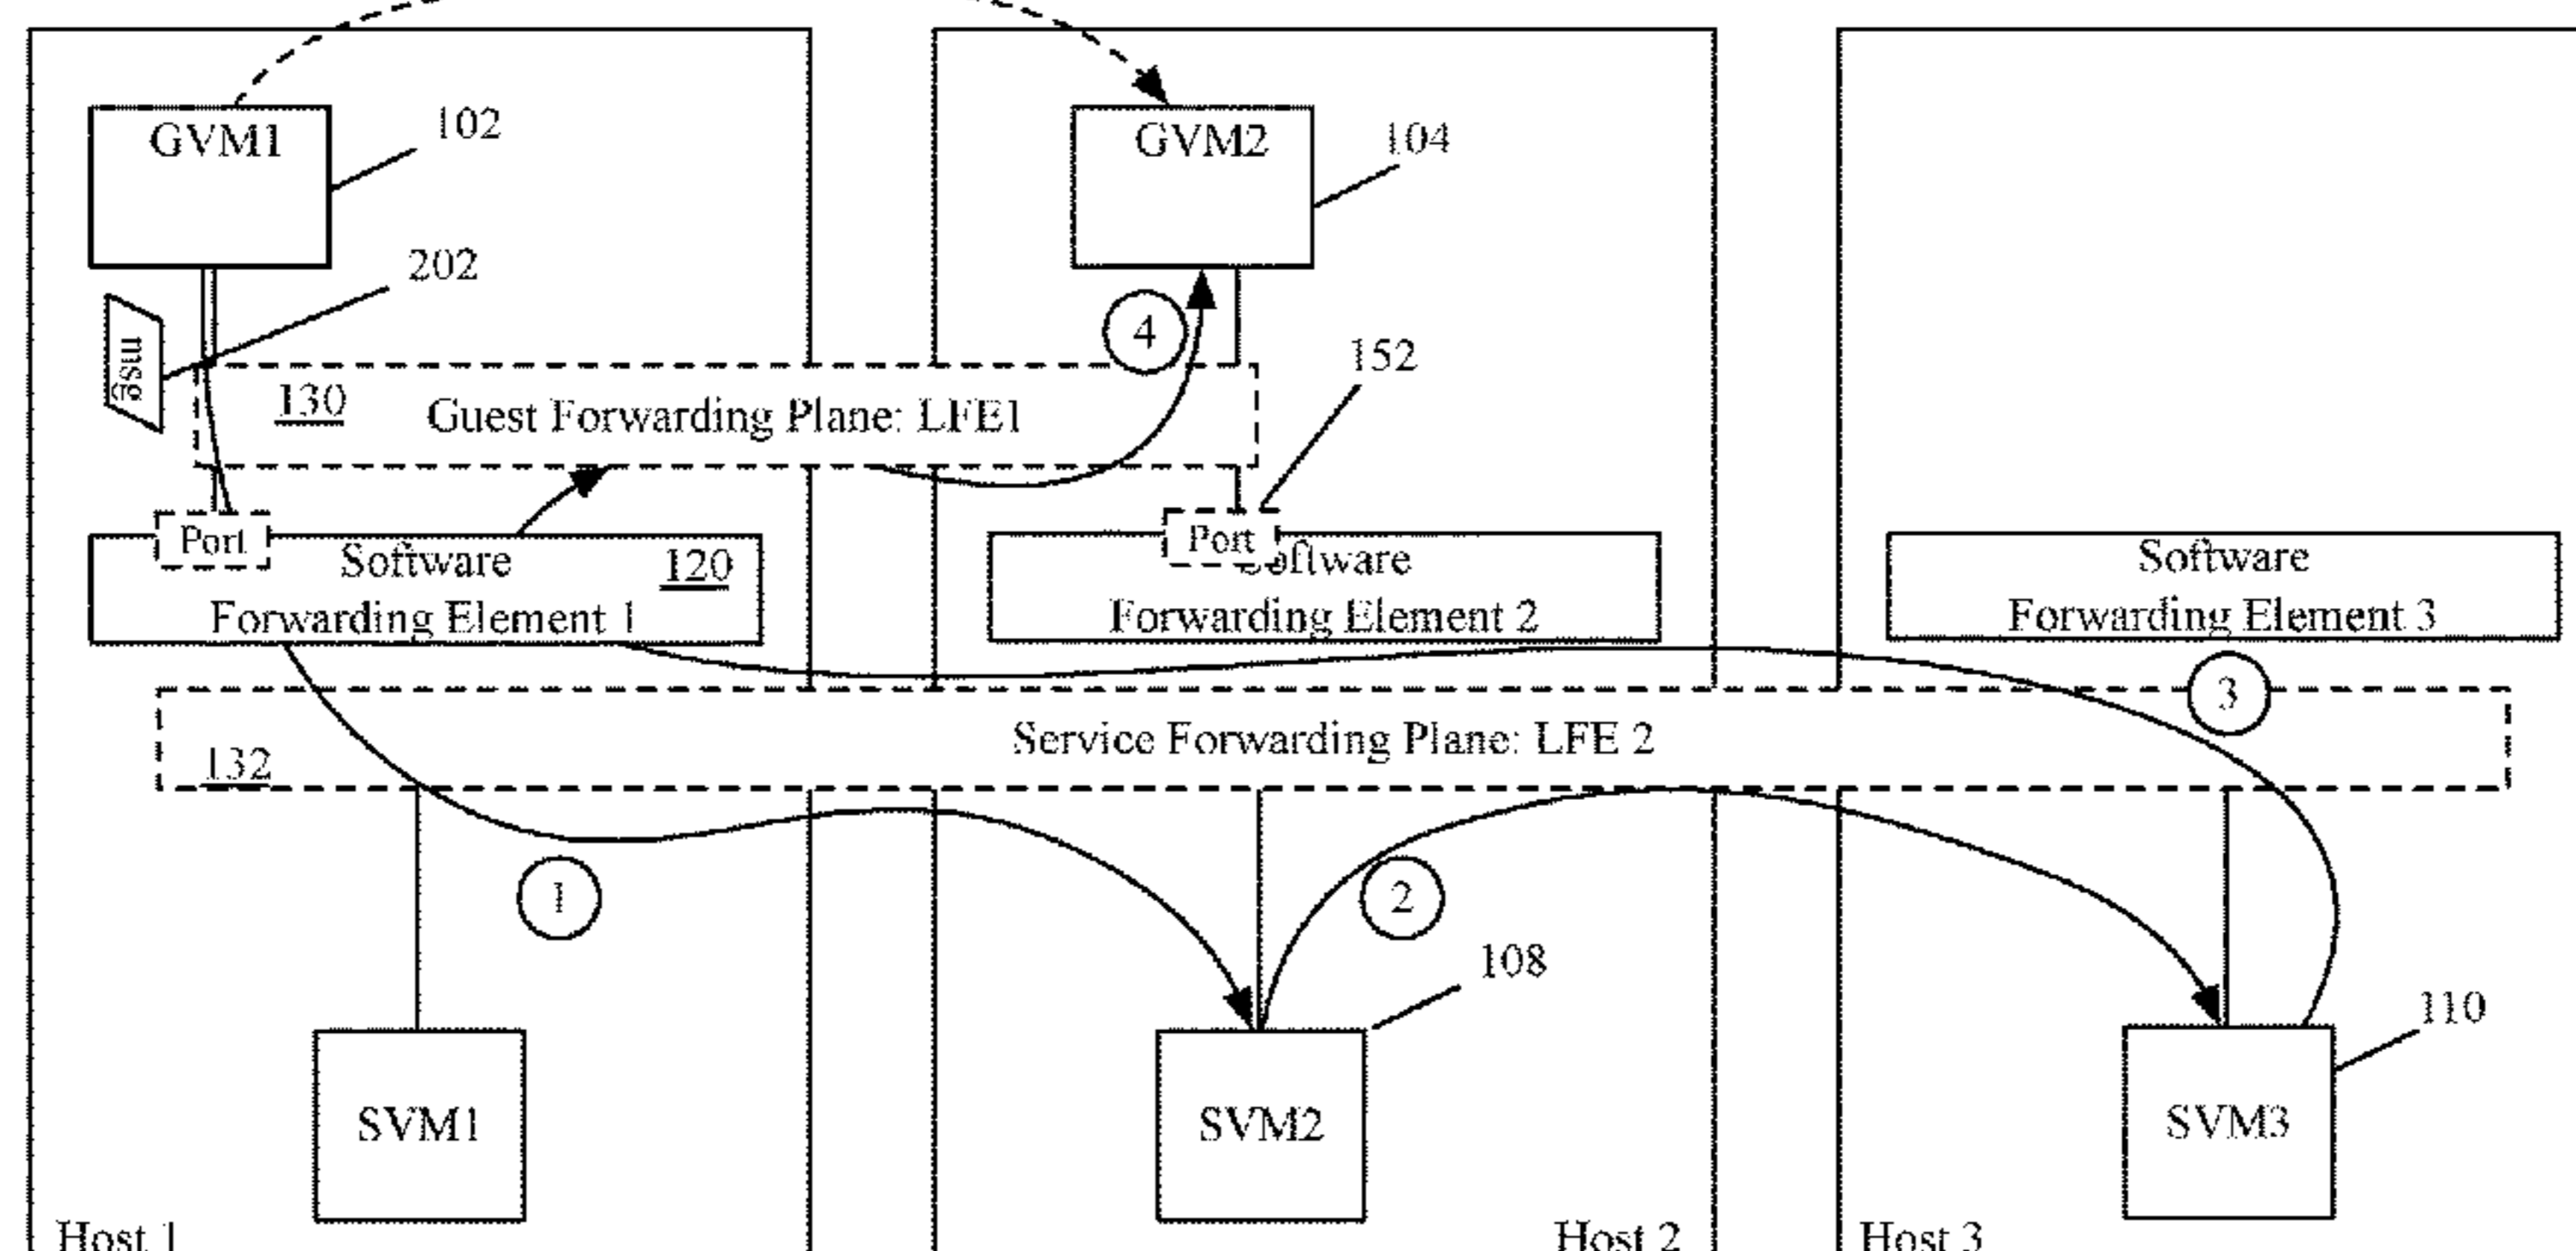 GVM1
102
GVM2
104
202
msg
4
152
130
Guest Forwarding Plane: LFE1
Port
Software
120
Forwarding Element 1
Port
Software
Forwarding Element 2
Software
Forwarding Element 3
3
Service Forwarding Plane: LFE 2
132
1
2
108
110
SVM1
SVM2
SVM3
Host 1
Host 2
Host 3